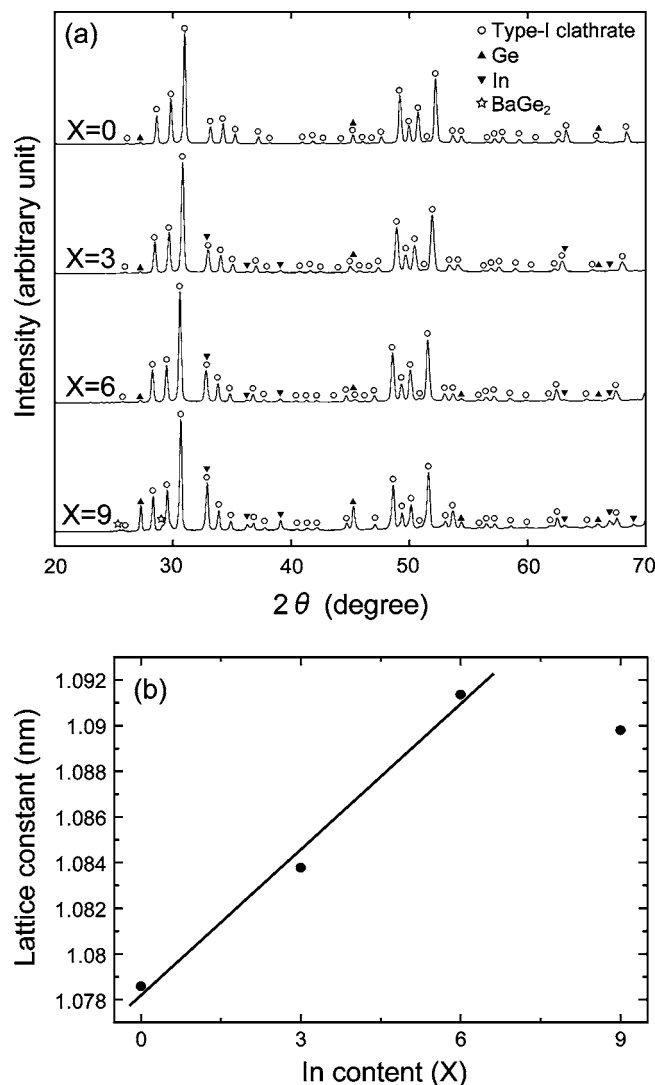 (a)
○ Type-I clathrate
▲ Ge
▼ In
☆ BaGe₂
X=0
X=3
X=6
X=9
Intensity (arbitrary unit)
20 30 40 50 60 70
2θ (degree)
(b)
Lattice constant (nm)
1.092
1.09
1.088
1.086
1.084
1.082
1.08
1.078
0 3 6 9
In content (X)